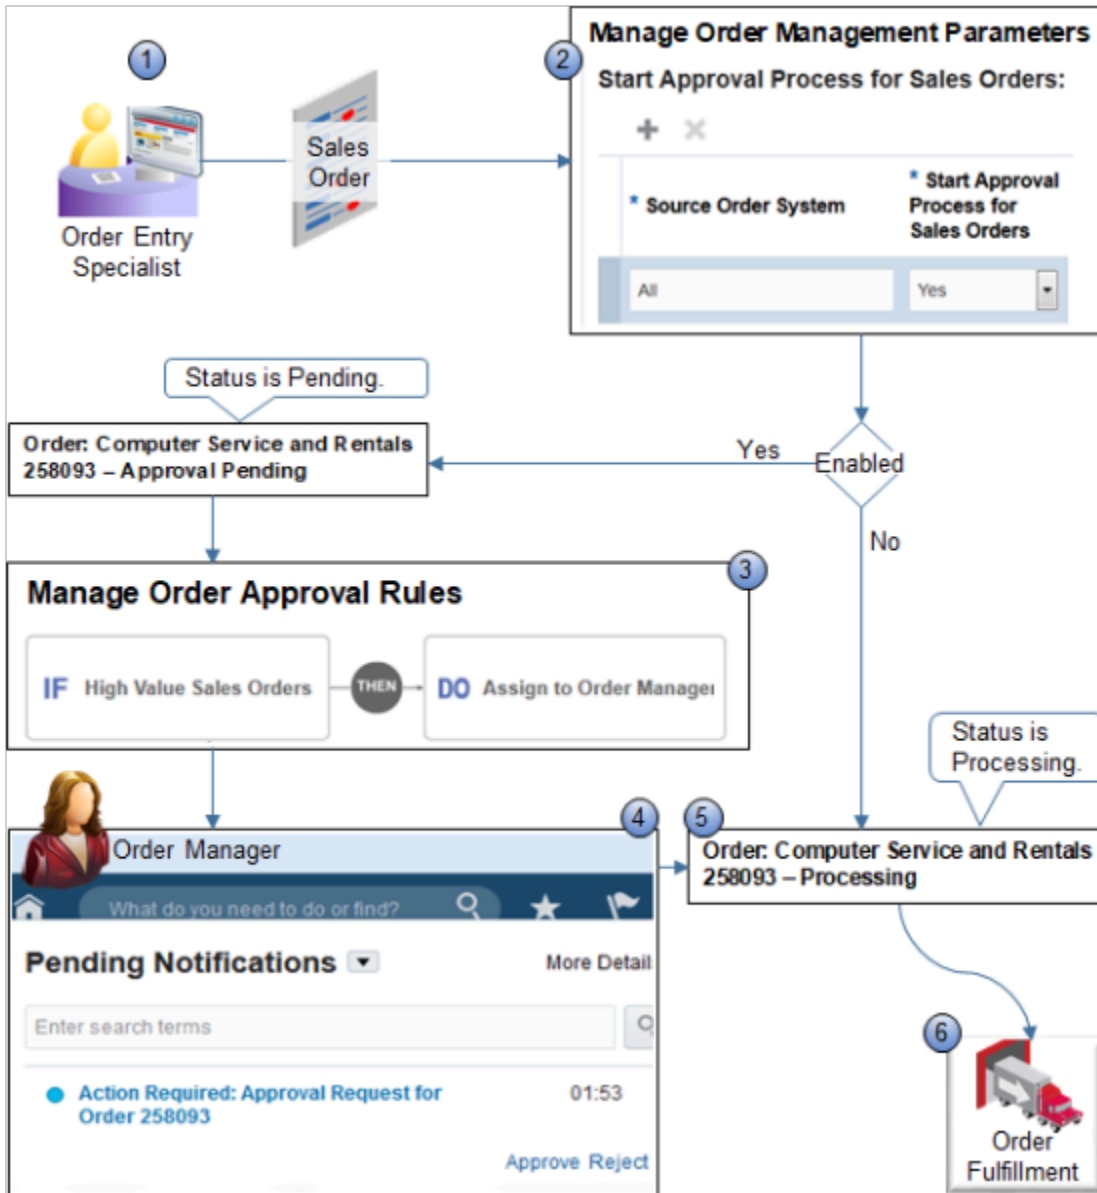 1
Order Entry
Specialist
Sales
Order
2
Manage Order Management Parameters
Start Approval Process for Sales Orders:
* Source Order System
* Start Approval
Process for
Sales Orders
All
Yes
Enabled
Yes
No
Status is Pending.
Order: Computer Service and Rentals
258093 – Approval Pending
3
Manage Order Approval Rules
IF High Value Sales Orders
THEN
DO Assign to Order Manager
4
Order Manager
What do you need to do or find?
Pending Notifications
More Detail
Enter search terms
Action Required: Approval Request for
Order 258093
01:53
Approve Reject
Status is
Processing.
5
Order: Computer Service and Rentals
258093 – Processing
6
Order
Fulfillment